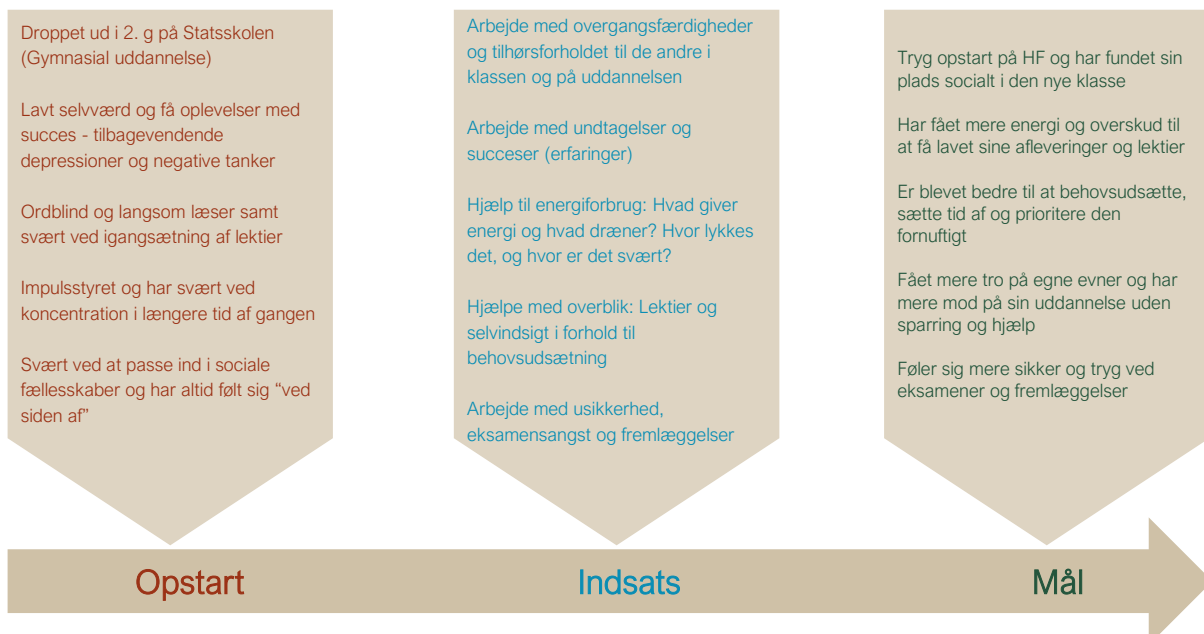 Droppet ud i 2. g på Statsskolen
(Gymnasial uddannelse)
Lavt selvværd og få oplevelser med
succes - tilbagevendende
depressioner og negative tanker
Ordblind og langsom læser samt
svært ved igangsætning af lektier
Impulsstyret og har svært ved
koncentration i længere tid af gangen
Svært ved at passe ind i sociale
fællesskaber og har altid følt sig “ved
siden af”
Arbejde med overgangsfærdigheder
og tilhørsforholdet til de andre i
klassen og på uddannelsen
Arbejde med undtagelser og
succeser (erfaringer)
Hjælp til energiforbrug: Hvad giver
energi og hvad dræner? Hvor lykkes
det, og hvor er det svært?
Hjælpe med overblik: Lektier og
selvindsigt i forhold til
behovsudsætning
Arbejde med usikkerhed,
eksamensangst og fremlæggelser
Tryg opstart på HF og har fundet sin
plads socialt i den nye klasse
Har fået mere energi og overskud til
at få lavet sine afleveringer og lektier
Er blevet bedre til at behovsudsætte,
sætte tid af og prioritere den
fornuftigt
Fået mere tro på egne evner og har
mere mod på sin uddannelse uden
sparring og hjælp
Føler sig mere sikker og tryg ved
eksamener og fremlæggelser
Opstart
Indsats
Mål